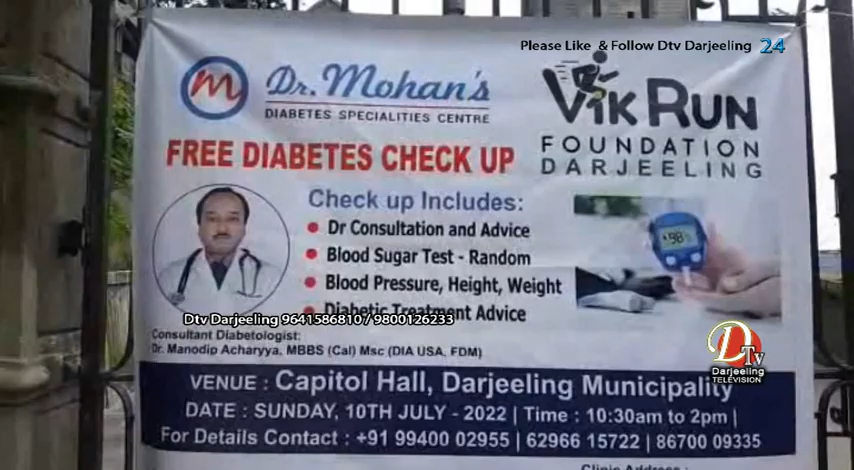 Please Like & Follow Dtv Darjeeling 24
m Dr. Mohan's
DIABETES SPECIALITIES CENTRE
VIK RUN
FOUNDATION
DARJEELING
FREE DIABETES CHECK UP
Check up Includes:
Dr Consultation and Advice
Blood Sugar Test - Random
Blood Pressure, Height, Weight
Diabetic Treatment Advice
98
Dtv Darjeeling 9641586810 / 9800126233
Consultant Diabetologist:
Dr. Manodip Acharyya, MBBS (Cal) Msc (DIA USA, FDM)
DTv
Darjeeling
TELEVISION
VENUE : Capitol Hall, Darjeeling Municipality
DATE : SUNDAY, 10TH JULY - 2022 | Time : 10:30am to 2pm |
For Details Contact : +91 99400 02955 | 62966 15722 | 86700 09335
Clinic Address :